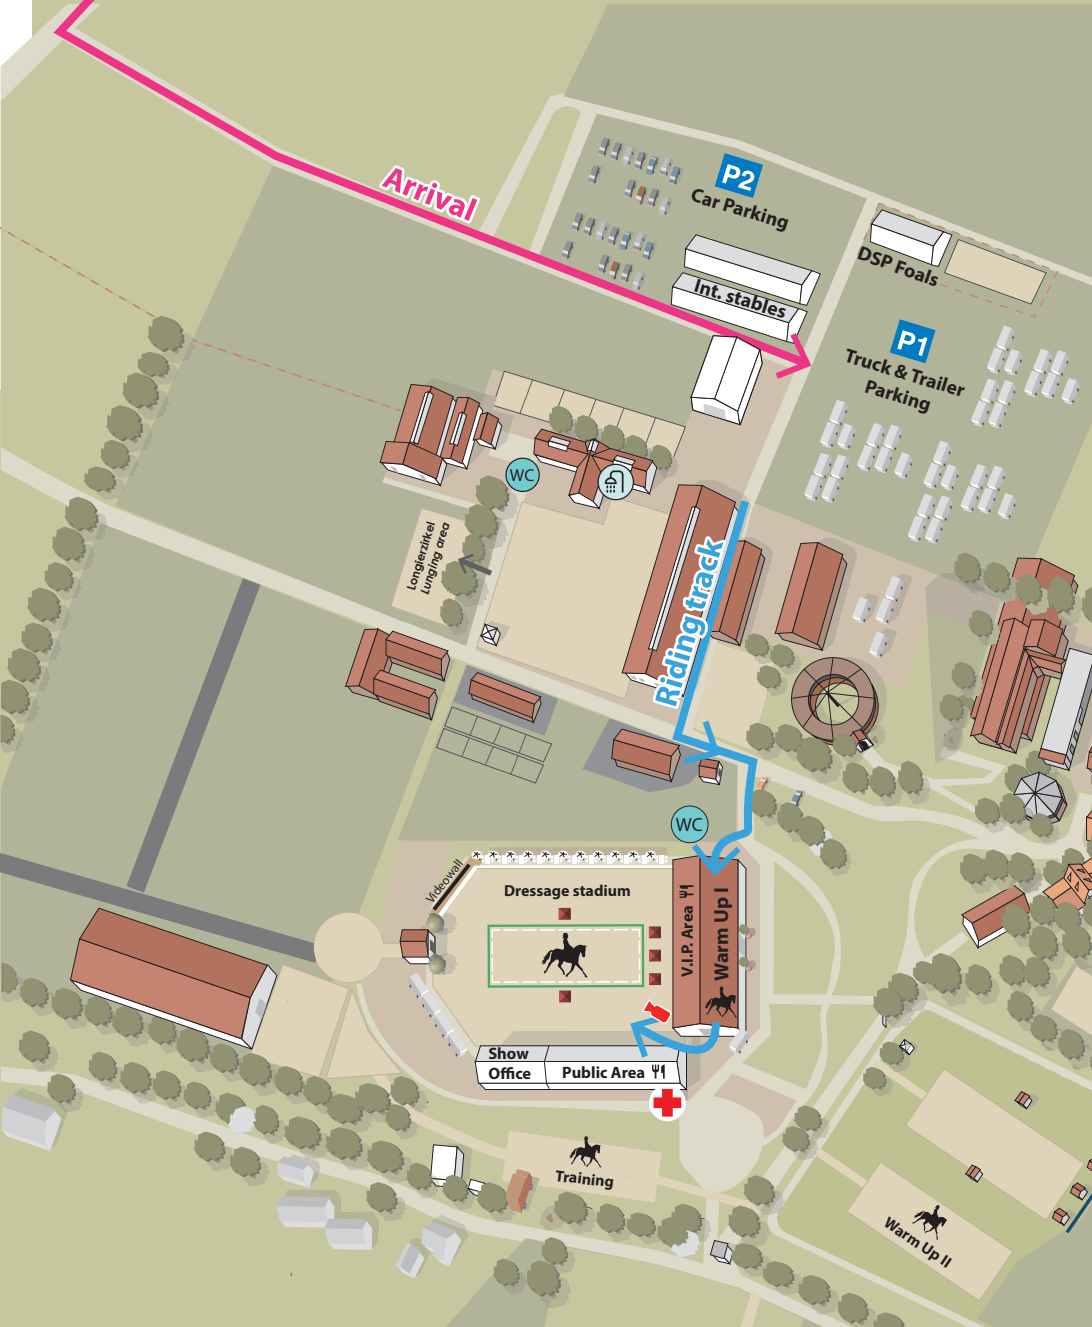 Arrival
P2
Car Parking
DSP Foals
Int. stables
P1
Truck & Trailer
Parking
WC
Longierzirkel
Lunging area
Riding track
WC
Videowall
Dressage stadium
V.I.P. Area
Warm Up I
Show
Office
Public Area
Training
Warm Up II